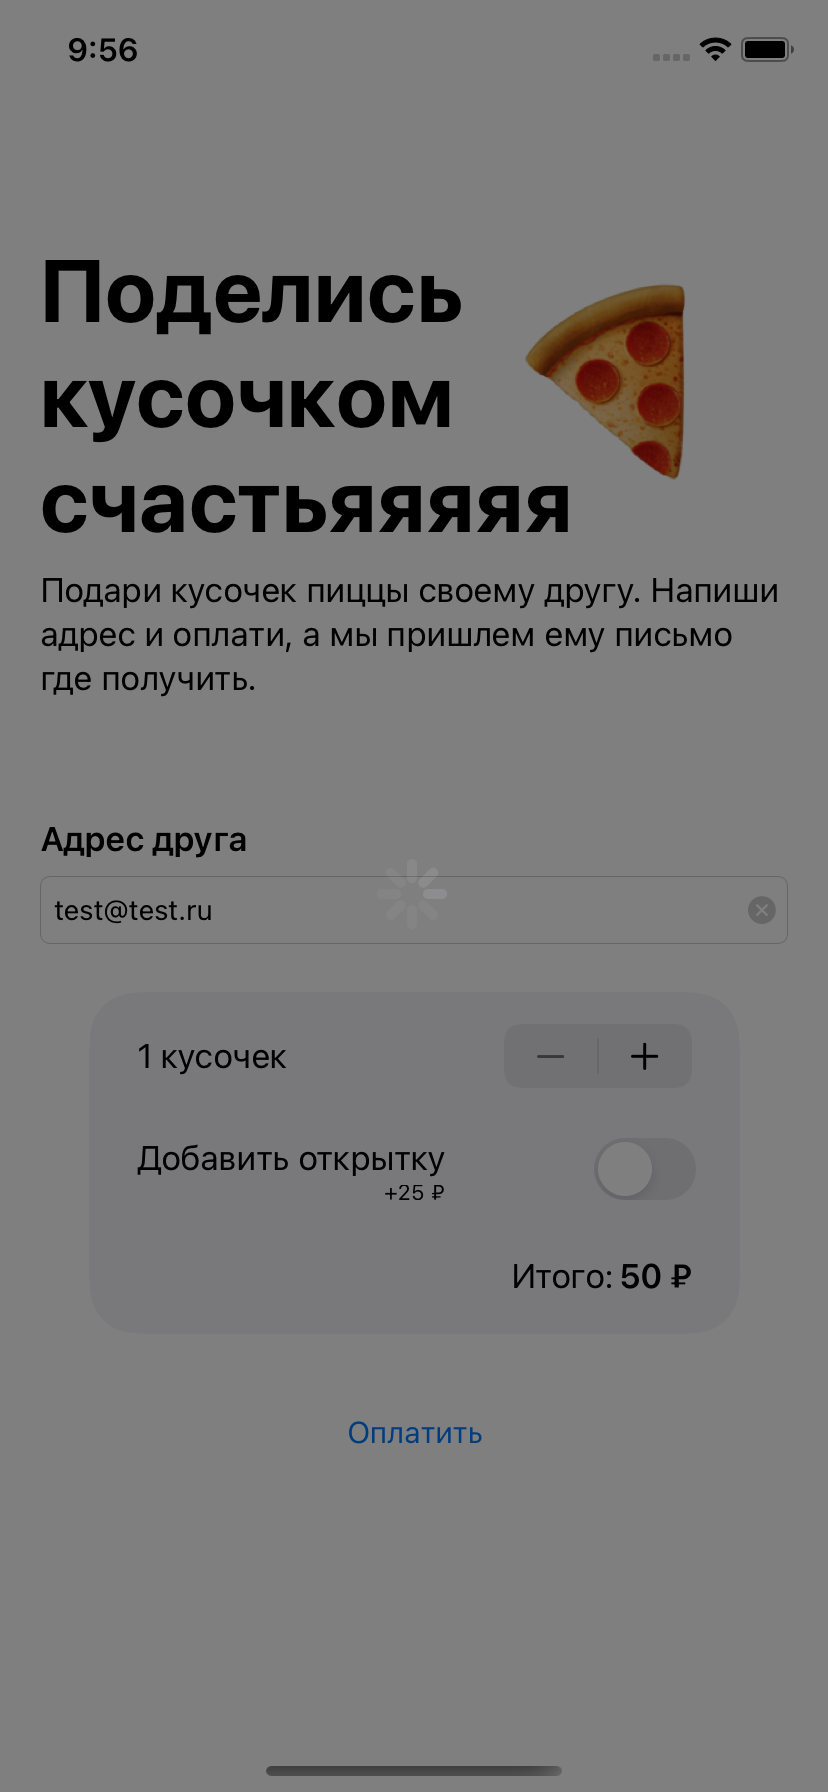 9:56
Поделись
кусочком
счастьяяяяя
Подари кусочек пиццы своему другу. Напиши
адрес и оплати, а мы пришлем ему письмо
где получить.
Адрес друга
test@test.ru
1 кусочек
Добавить открытку
+25 ₽
Итого: 50 ₽
Оплатить